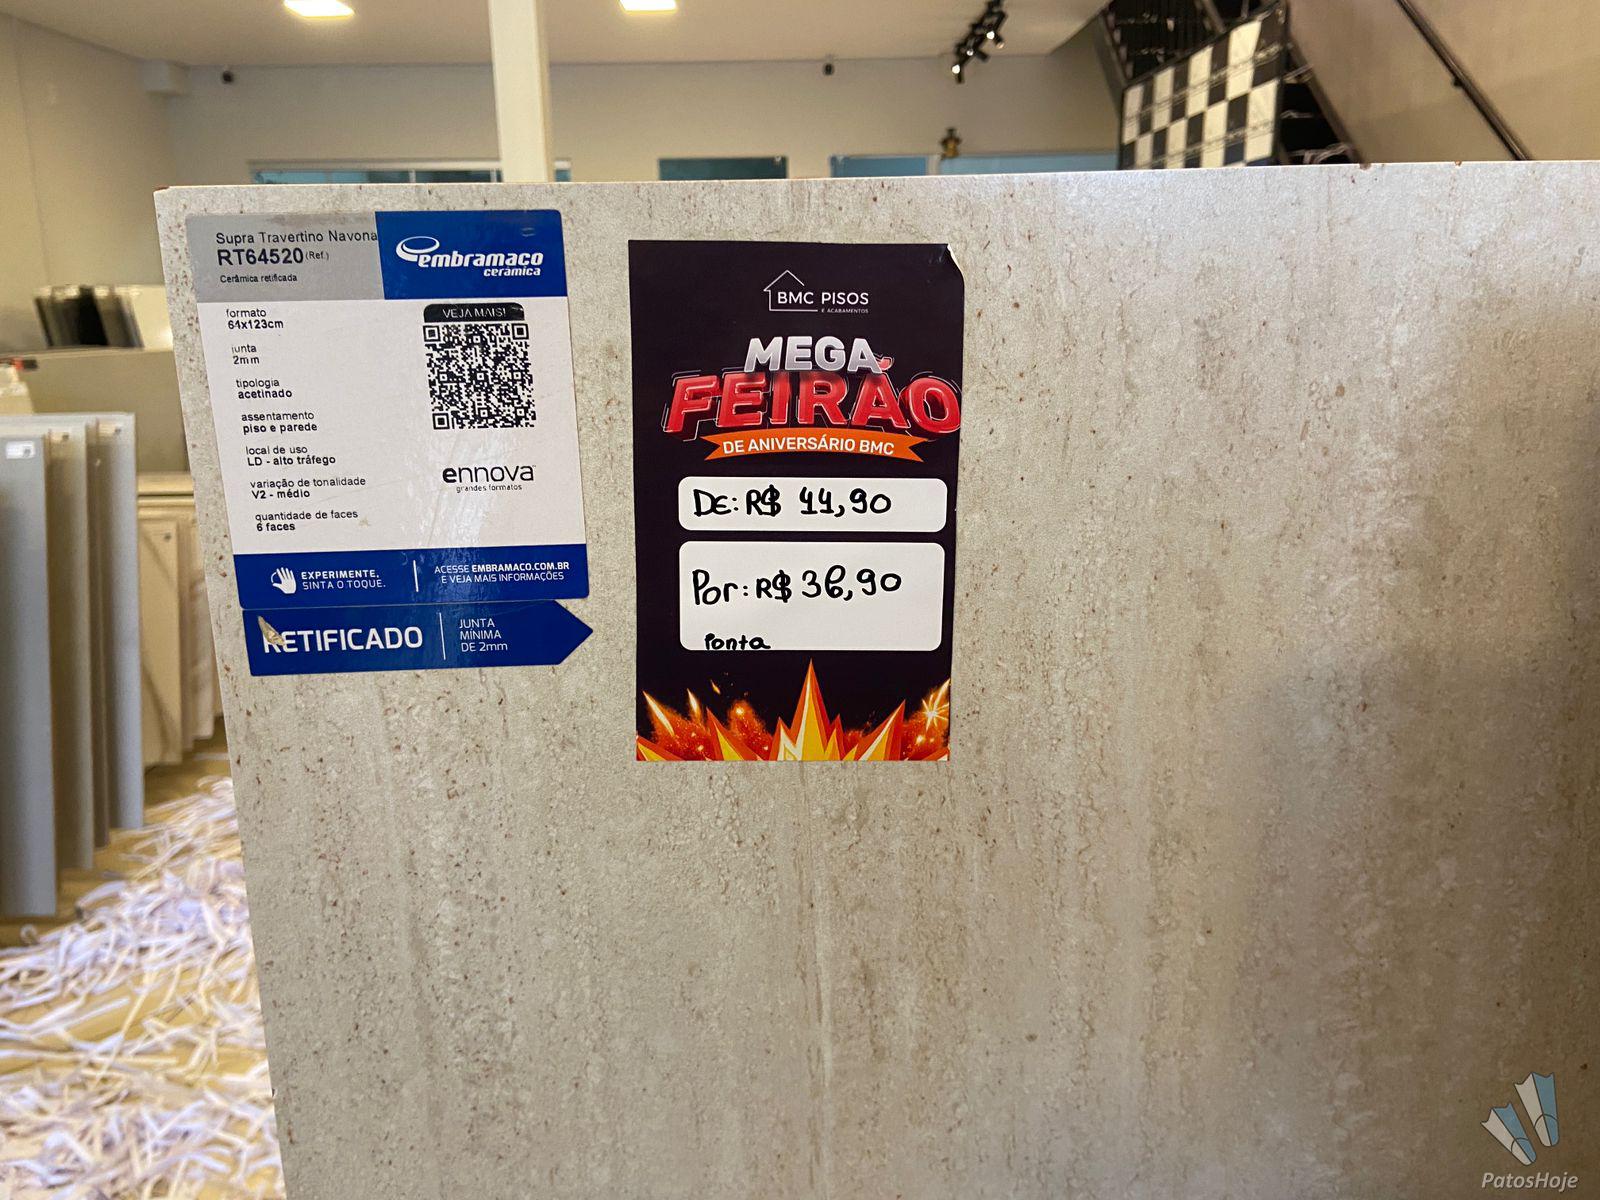 Supra Travertino Navona
RT64520 (Ref.)
Cerâmica retificada
embramaco
cerâmica
formato
64x123cm
junta
2mm
tipologia
acetinado
assentamento
piso e parede
local de uso
LD - alto tráfego
variação de tonalidade
V2 - médio
quantidade de faces
6 faces
VEJA MAIS!
ennova
grandes formatos
EXPERIMENTE,
SINTA O TOQUE.
ACESSE EMBRAMACO.COM.BR
E VEJA MAIS INFORMAÇÕES
RETIFICADO
JUNTA
MÍNIMA
DE 2mm
BMC PISOS
E ACABAMENTOS
MEGA
FEIRÃO
DE ANIVERSÁRIO BMC
DE: R$ 44,90
Por: R$ 36,90
Ponta
PatosHoje